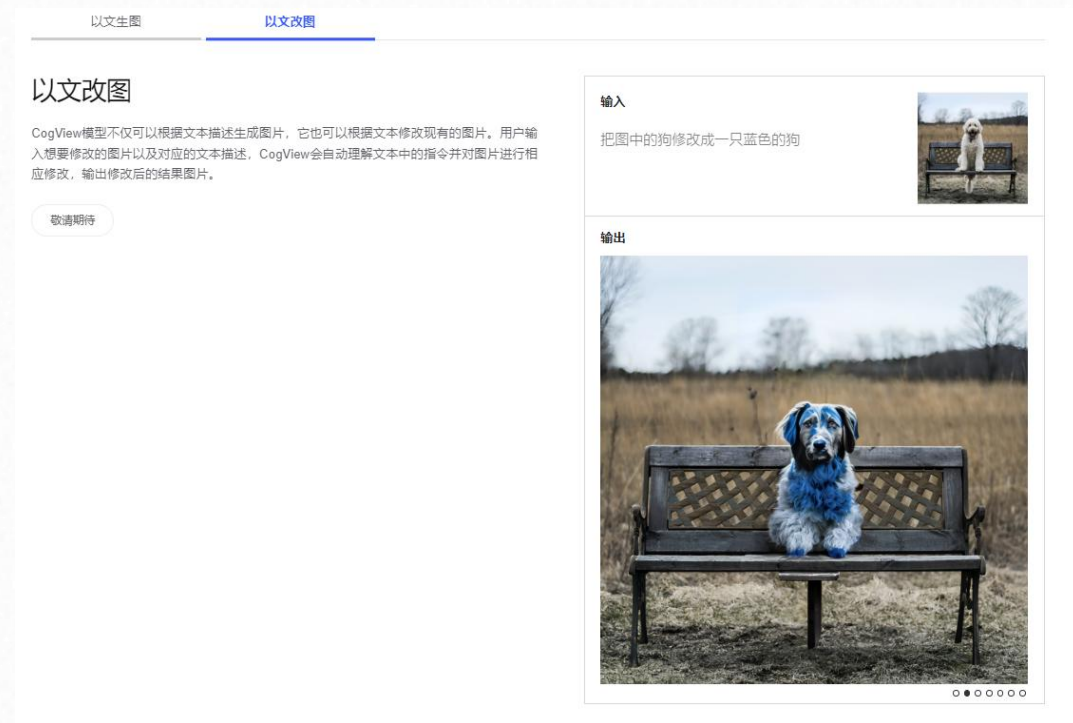 以文生图
以文改图
以文改图
CogView模型不仅可以根据文本描述生成图片，它也可以根据文本修改现有的图片。用户输
入想要修改的图片以及对应的文本描述，CogView会自动理解文本中的指令并对图片进行相
应修改，输出修改后的结果图片。
敬请期待
输入
把图中的狗修改成一只蓝色的狗
输出